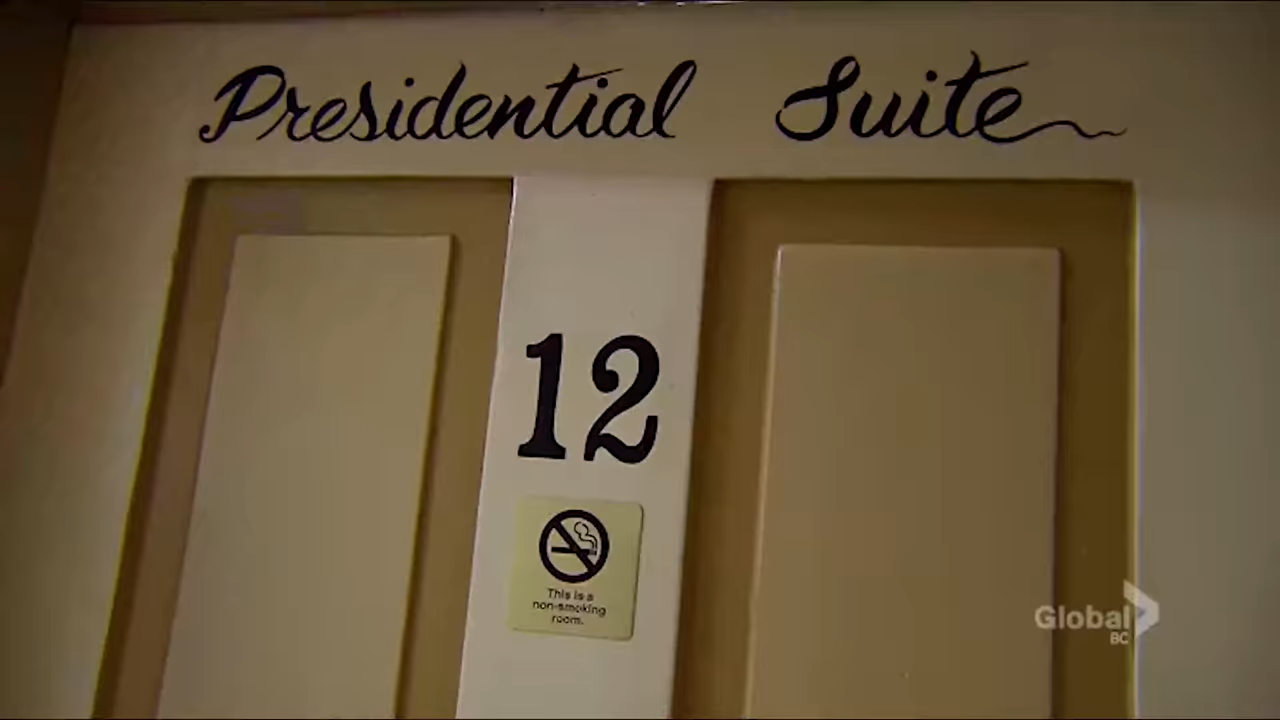 Presidential Suite
12
This is a
non-smoking
room.
Global
BC